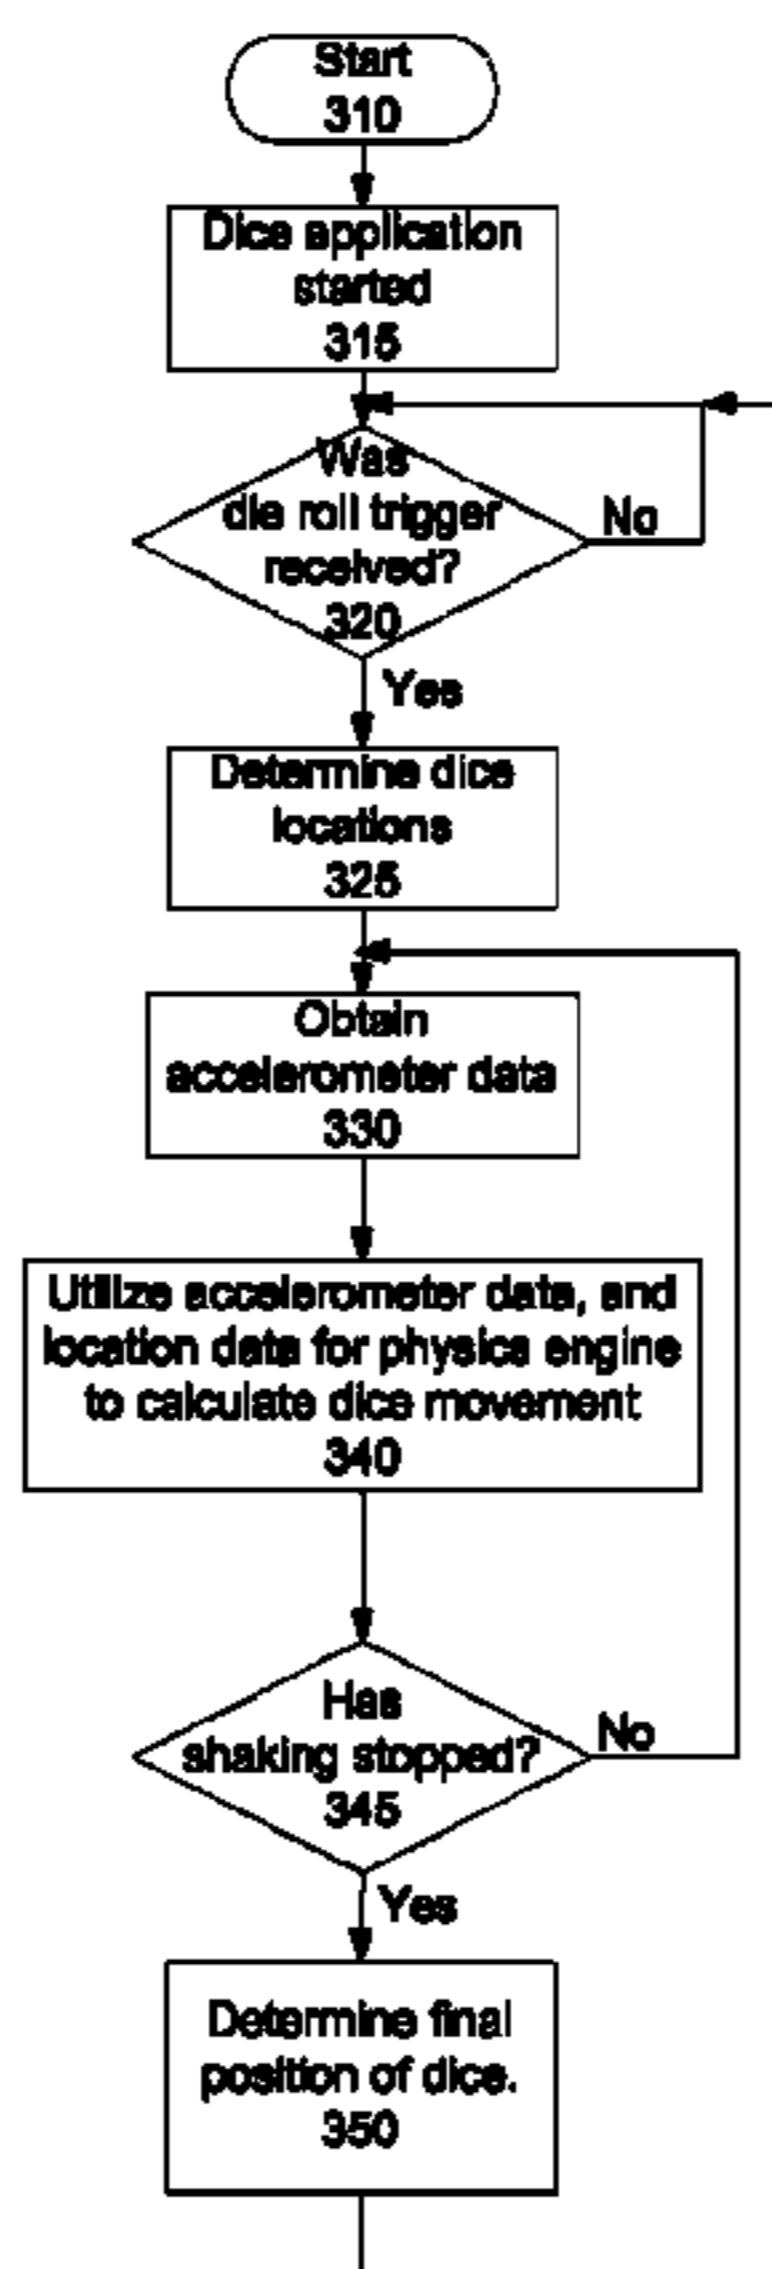 Start
310
Dice application
started
315
Was
die roll trigger
received?
320
No
Yes
Determine dice
locations
325
Obtain
accelerometer data
330
Utilize accelerometer data, and
location data for physics engine
to calculate dice movement
340
Has
shaking stopped?
345
No
Yes
Determine final
position of dice.
350